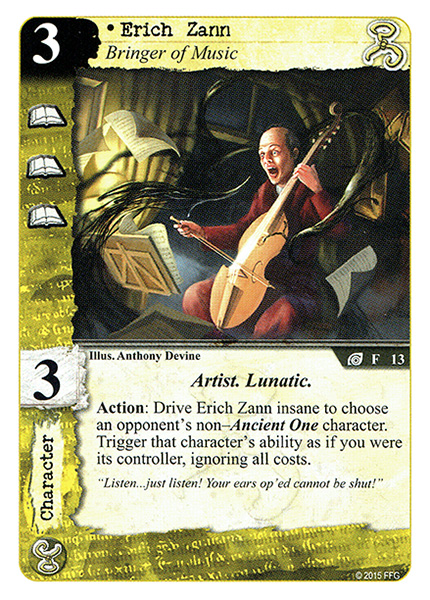 3
• Erich Zann
Bringer of Music
Illus. Anthony Devine
F 13
3
Artist. Lunatic.
Action: Drive Erich Zann insane to choose
an opponent's non–Ancient One character.
Trigger that character's ability as if you were
its controller, ignoring all costs.
“Listen...just listen! Your ears op'ed cannot be shut!”
Character
© 2015 FFG